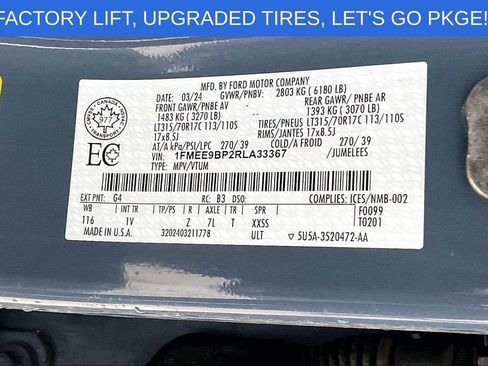 FACTORY LIFT, UPGRADED TIRES, LET'S GO PKGE!
MFD. BY FORD MOTOR COMPANY
DATE: 03/24 GVWR/PNBV: 2803 KG ( 6180 LB)
FRONT GAWR/PNBE AV REAR GAWR/PNBE AR
1483 KG ( 3270 LB) 1393 KG ( 3070 LB)
LT315/70R17C 113/110S TIRES/PNEUS LT315/70R17C 113/110S
17x8.5J RIMS/JANTES 17x8.5J
AT/A kPa/PSI/LPC 270/ 39 COLD/A FROID 270/ 39
VIN: 1FMEE9BP2RLA33367 /JUMELEES
TYPE: MPV/VTUM
CANADA
977
EC
EXT PNT: G4 RC: B3 DSO: COMPLIES: ICES/NMB-002
WB INT TR TP/PS R AXLE TR SPR F0099
116 1V Z 7L T XXSS T0201
U.S.A. 3202403211778 ULT SU5A-3520472-AA